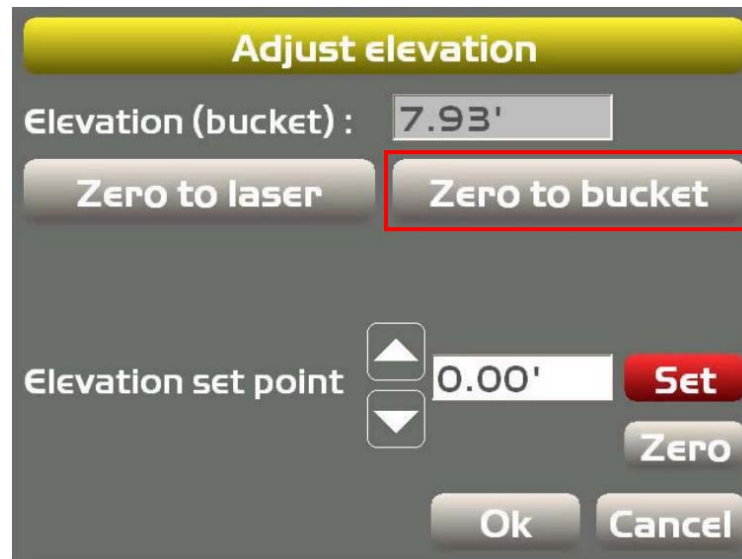 Adjust elevation
Elevation (bucket) : 7.93'
Zero to laser Zero to bucket
Elevation set point 0.00' Set
Zero
Ok Cancel